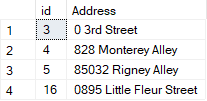 id Address
1 3 0 3rd Street
2 4 828 Monterey Alley
3 5 85032 Rigney Alley
4 16 0895 Little Fleur Street